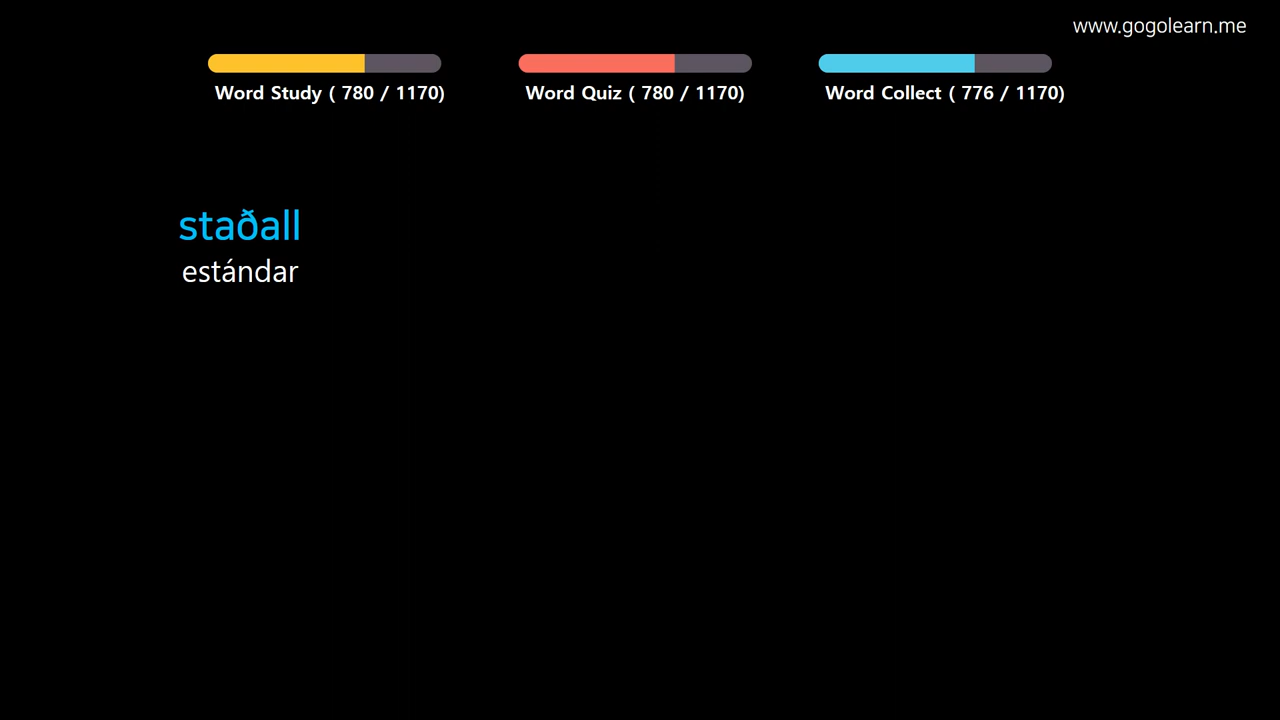 www.gogolearn.me
Word Study ( 780 / 1170)
Word Quiz ( 780 / 1170)
Word Collect ( 776 / 1170)
staðall
estándar